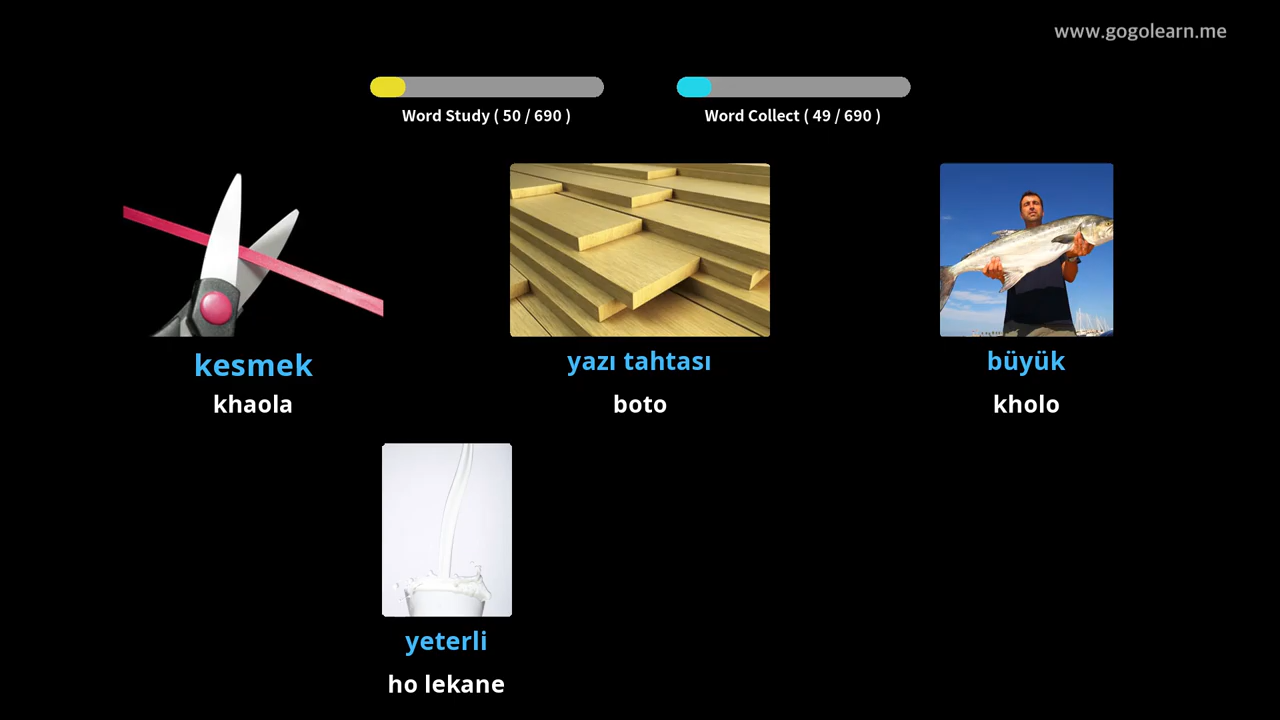 www.gogolearn.me
Word Study ( 50 / 690 )
Word Collect ( 49 / 690 )
kesmek
khaola
yazı tahtası
boto
büyük
kholo
yeterli
ho lekane